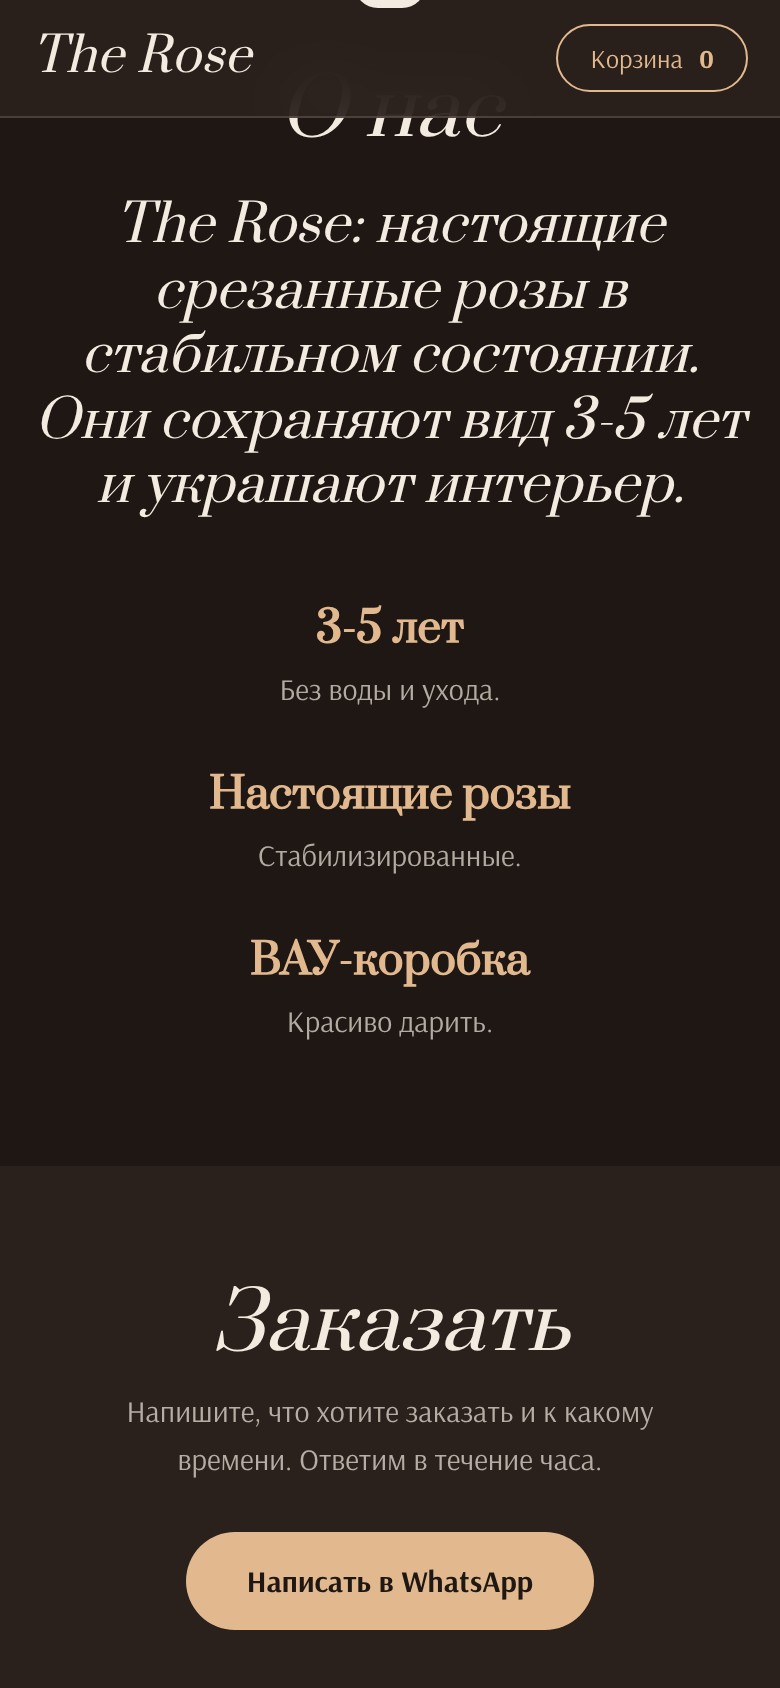 The Rose
Корзина 0
О нас
The Rose: настоящие
срезанные розы в
стабильном состоянии.
Они сохраняют вид 3-5 лет
и украшают интерьер.
3-5 лет
Без воды и ухода.
Настоящие розы
Стабилизированные.
ВАУ-коробка
Красиво дарить.
Заказать
Напишите, что хотите заказать и к какому
времени. Ответим в течение часа.
Написать в WhatsApp